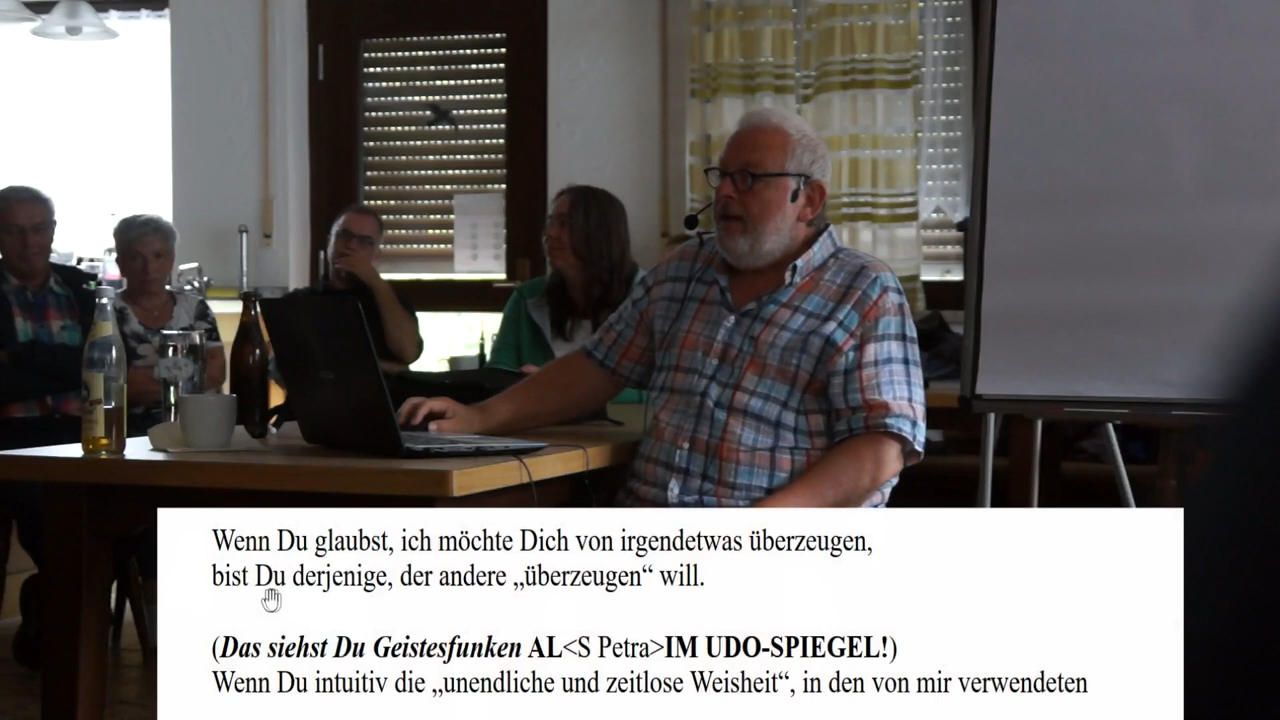 Wenn Du glaubst, ich möchte Dich von irgendetwas überzeugen,
bist Du derjenige, der andere „überzeugen“ will.
(Das siehst Du Geistesfunken AL<S Petra>IM UDO-SPIEGEL!)
Wenn Du intuitiv die „unendliche und zeitlose Weisheit“, in den von mir verwendeten